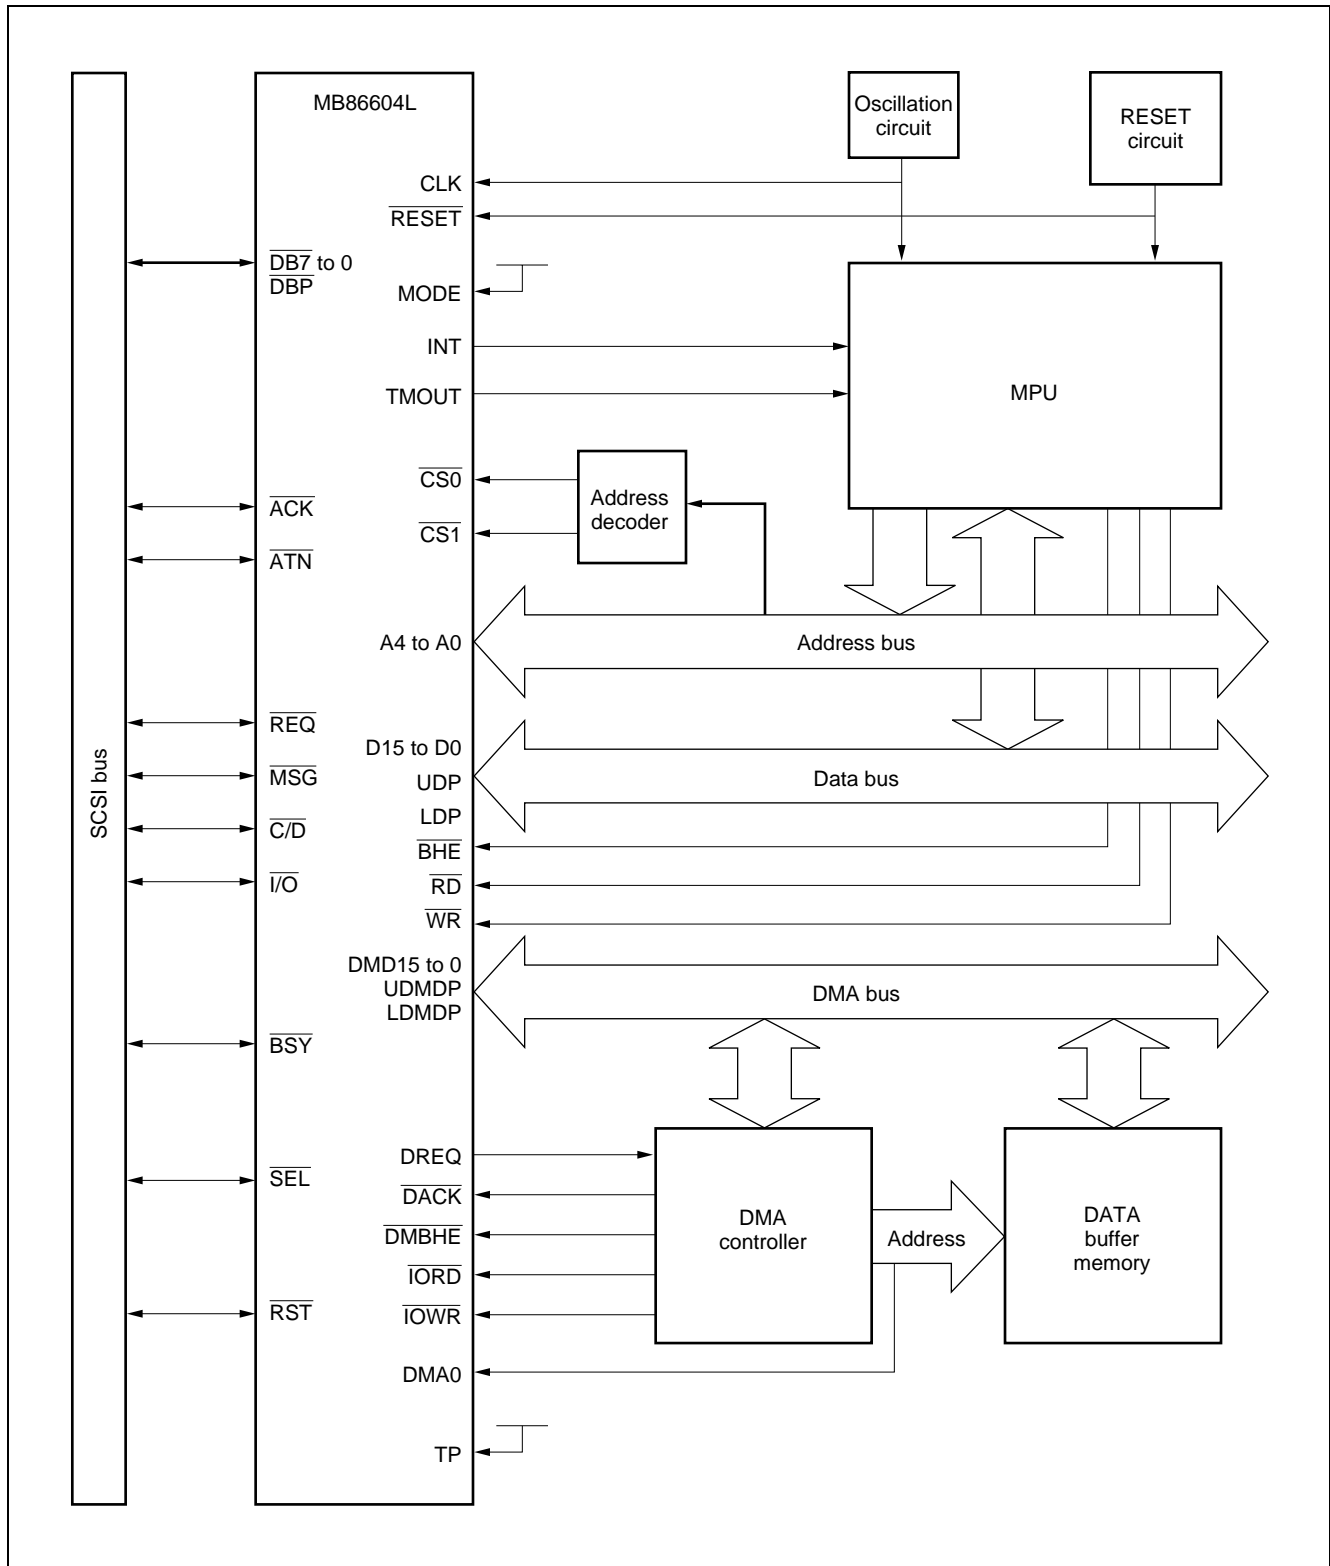 MB86604L
Oscillation
circuit
RESET
circuit
CLK
RESET
DB7 to 0
DBP
MODE
INT
TMOUT
MPU
CS0
CS1
Address
decoder
ACK
ATN
A4 to A0
Address bus
REQ
MSG
C/D
I/O
SCSI bus
D15 to D0
UDP
LDP
Data bus
BHE
RD
WR
DMD15 to 0
UDMDP
LDMDP
DMA bus
BSY
SEL
RST
DREQ
DACK
DMBHE
IORD
IOWR
DMA0
DMA
controller
Address
DATA
buffer
memory
TP